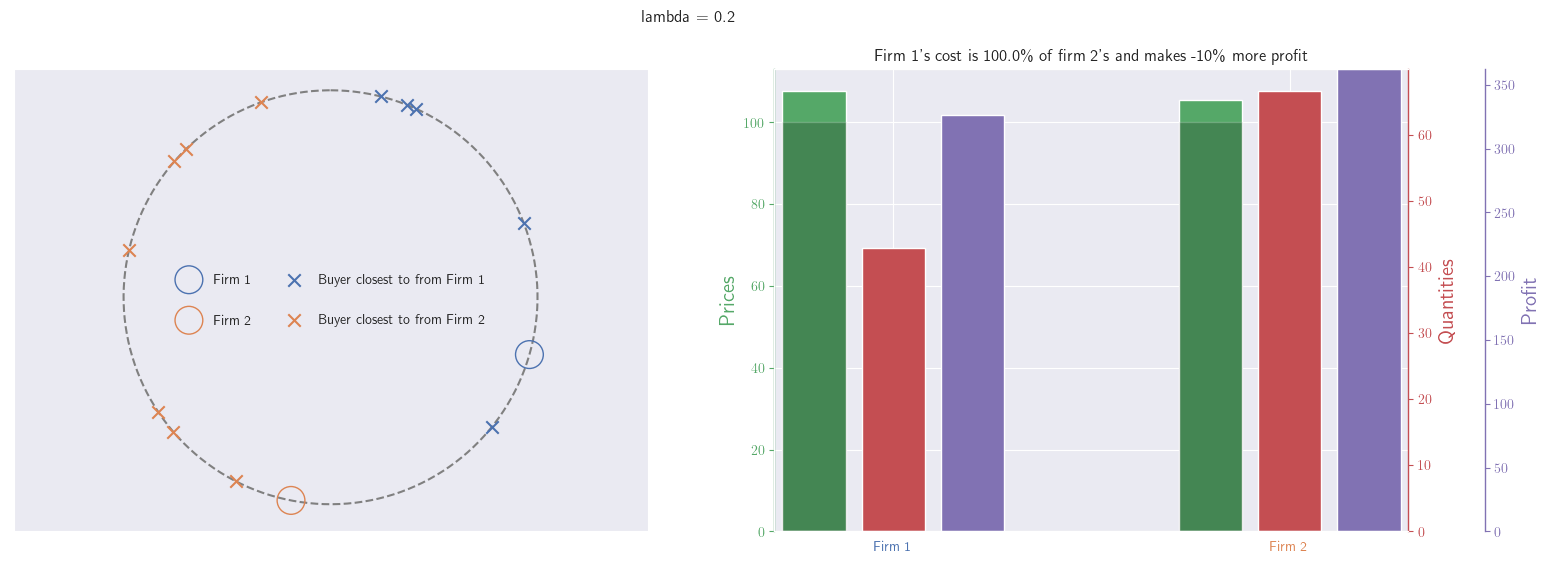 lambda = 0.2
Firm 1's cost is 100.0% of firm 2's and makes -10% more profit
Firm 1
Buyer closest to from Firm 1
Firm 2
Buyer closest to from Firm 2
Prices
100
80
60
40
20
0
Firm 1
Firm 2
60
50
40
30
20
10
0
Quantities
350
300
250
200
150
100
50
0
Profit